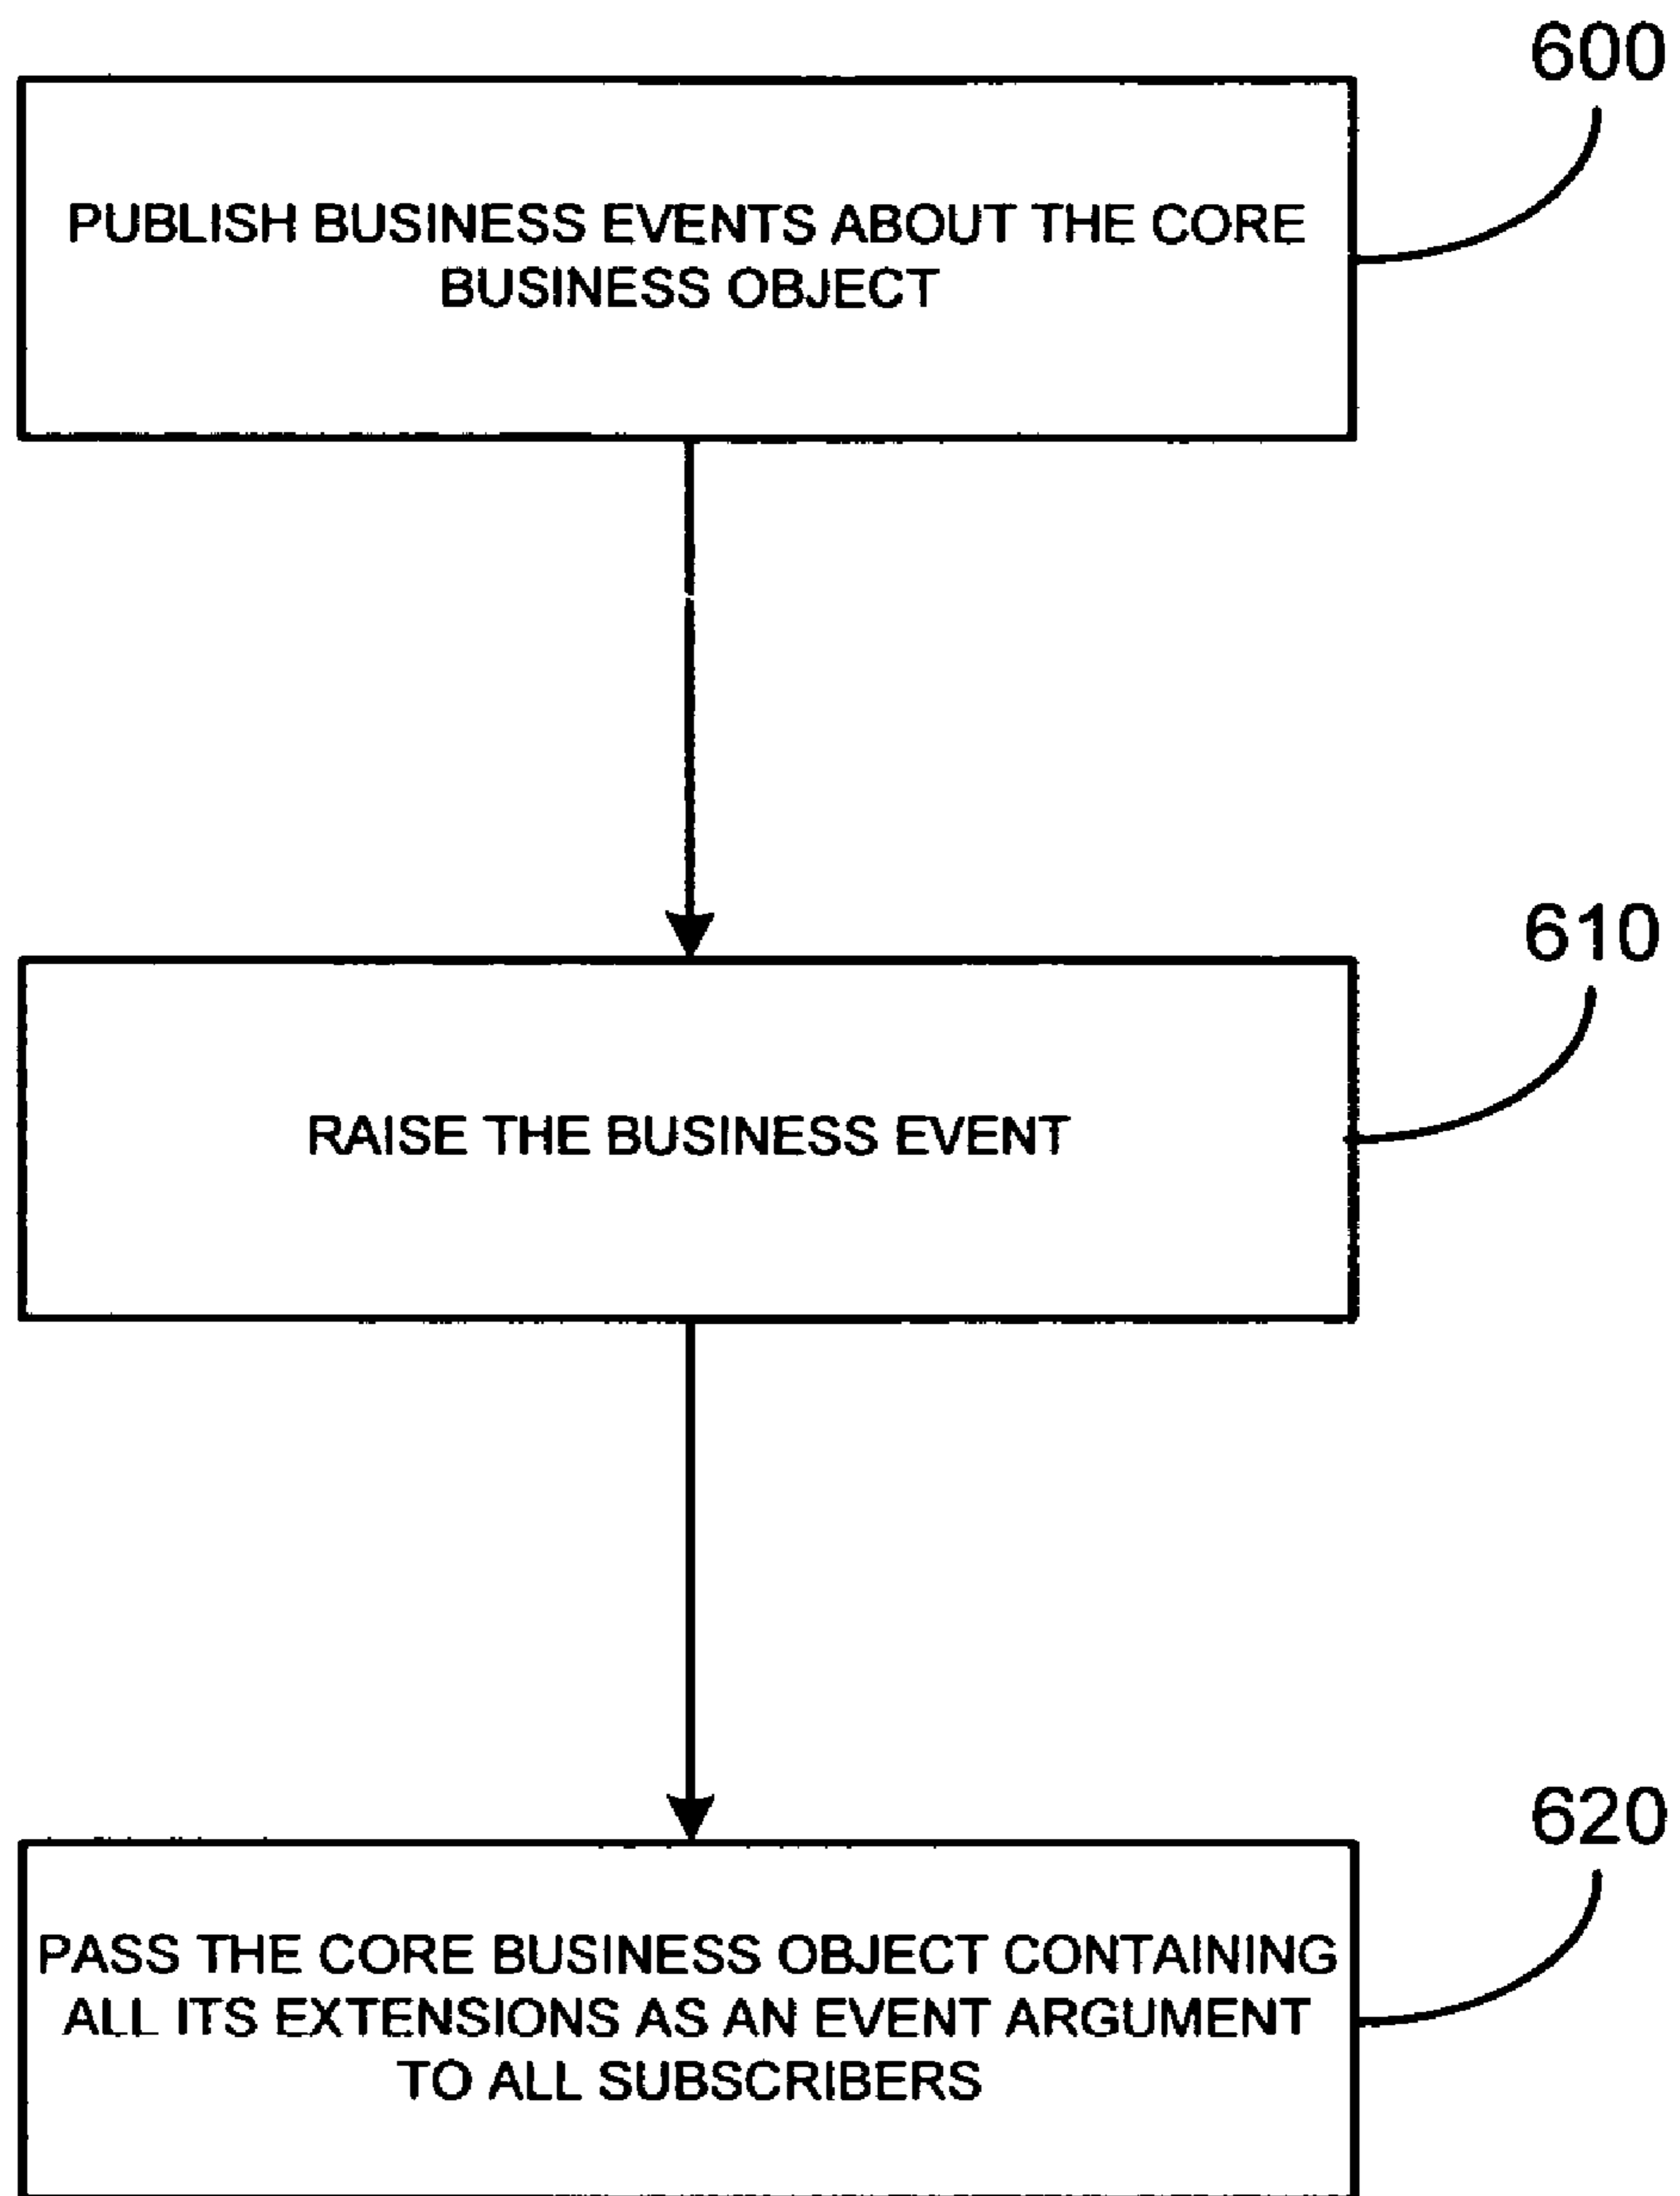 600
PUBLISH BUSINESS EVENTS ABOUT THE CORE
BUSINESS OBJECT
610
RAISE THE BUSINESS EVENT
620
PASS THE CORE BUSINESS OBJECT CONTAINING
ALL ITS EXTENSIONS AS AN EVENT ARGUMENT
TO ALL SUBSCRIBERS